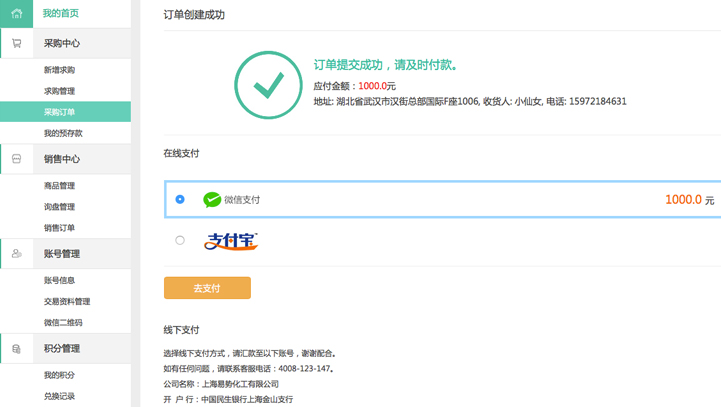 我的首页
采购中心
新增求购
求购管理
采购订单
我的预存款
销售中心
商品管理
询盘管理
销售订单
账号管理
账号信息
交易资料管理
微信二维码
积分管理
我的积分
兑换记录
订单创建成功
订单提交成功，请及时付款。
应付金额：1000.0元
地址: 湖北省武汉市汉街总部国际F座1006, 收货人: 小仙女, 电话: 15972184631
在线支付
微信支付 1000.0 元
支付宝
去支付
线下支付
选择线下支付方式，请汇款至以下账号，谢谢配合。
如有任何问题，请联系客服电话：4008-123-147。
公司名称：上海易势化工有限公司
开 户 行：中国民生银行上海金山支行